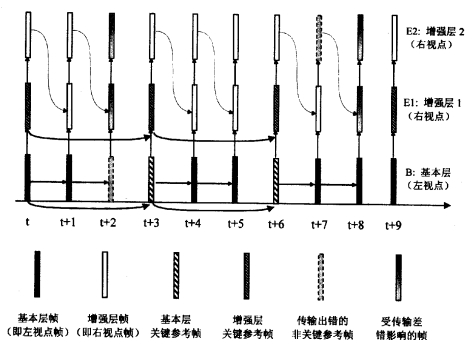 E2: 增强层 2
(右视点)
E1: 增强层 1
(右视点)
B: 基本层
(左视点)
t t+1 t+2 t+3 t+4 t+5 t+6 t+7 t+8 t+9
基本层帧 增强层帧 基本层 增强层 传输出错的 受传输差
(即左视点帧) (即右视点帧) 关键参考帧 关键参考帧 非关键参考帧 错影响的帧